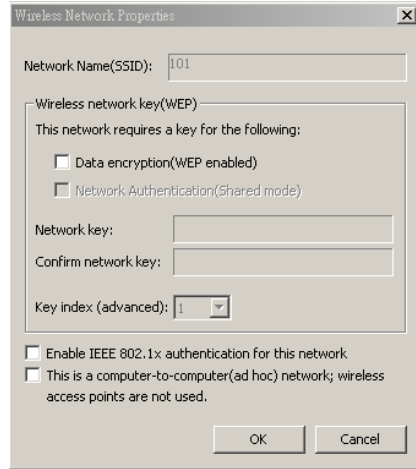 Wireless Network Properties
Network Name(SSID): 101
Wireless network key(WEP)
This network requires a key for the following:
Data encryption(WEP enabled)
Network Authentication(Shared mode)
Network key:
Confirm network key:
Key index (advanced): 1
Enable IEEE 802.1x authentication for this network
This is a computer-to-computer(ad hoc) network; wireless
access points are not used.
OK Cancel